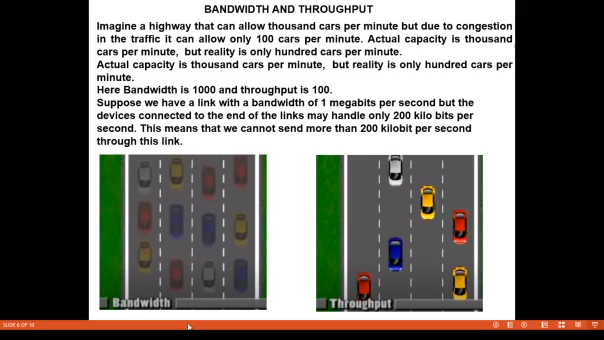 BANDWIDTH AND THROUGHPUT
Imagine a highway that can allow thousand cars per minute but due to congestion
in the traffic it can allow only 100 cars per minute. Actual capacity is thousand
cars per minute, but reality is only hundred cars per minute.
Actual capacity is thousand cars per minute, but reality is only hundred cars per
minute.
Here Bandwidth is 1000 and throughput is 100.
Suppose we have a link with a bandwidth of 1 megabits per second but the
devices connected to the end of the links may handle only 200 kilo bits per
second. This means that we cannot send more than 200 kilobit per second
through this link.
Bandwidth
Throughput
SLIDE 6 OF 10